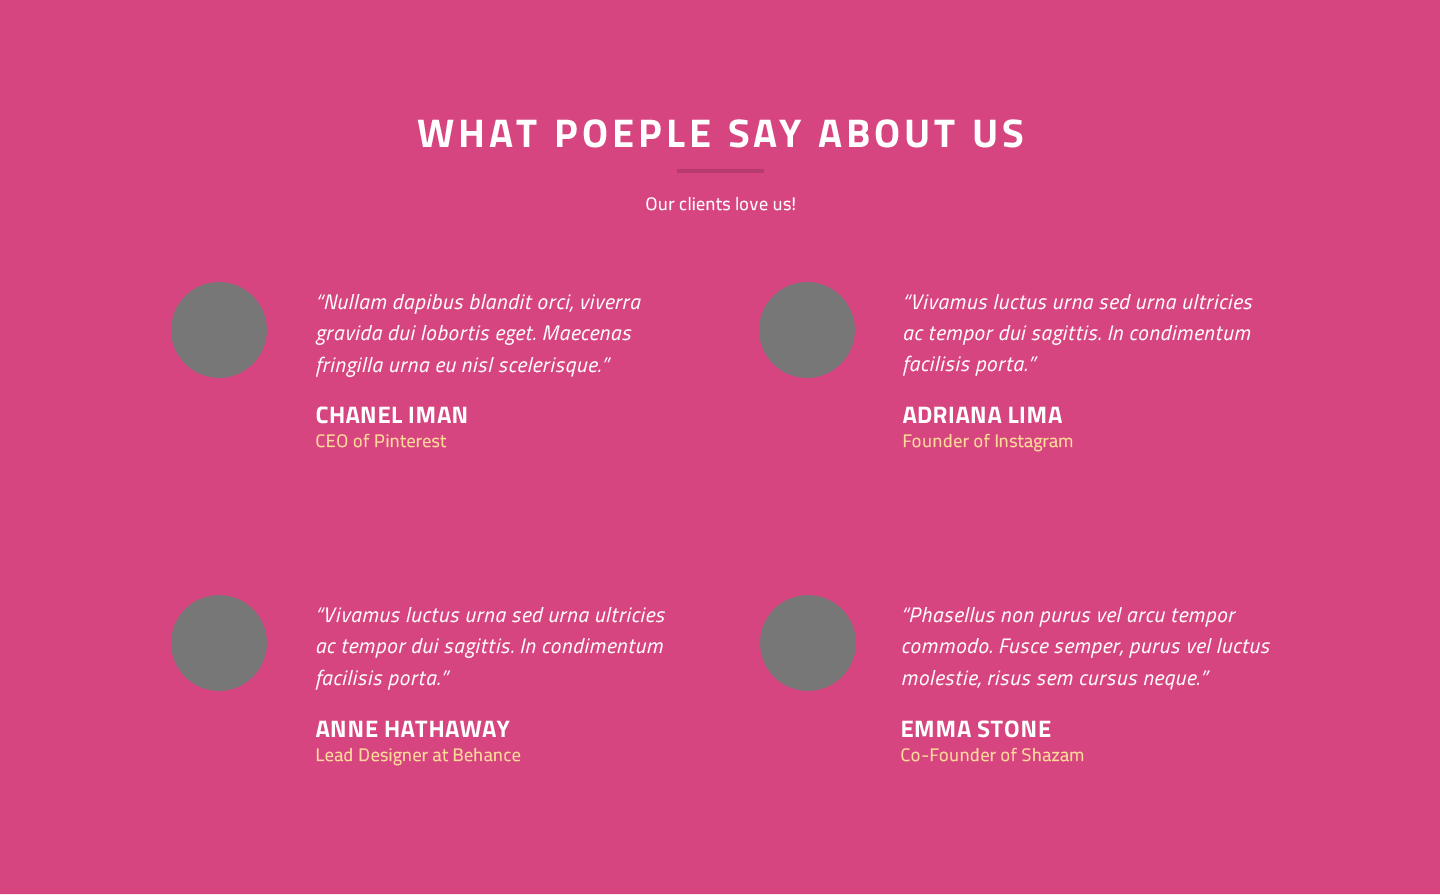 WHAT POEPLE SAY ABOUT US
Our clients love us!
“Nullam dapibus blandit orci, viverra
gravida dui lobortis eget. Maecenas
fringilla urna eu nisl scelerisque.”
CHANEL IMAN
CEO of Pinterest
“Vivamus luctus urna sed urna ultricies
ac tempor dui sagittis. In condimentum
facilisis porta.”
ADRIANA LIMA
Founder of Instagram
“Vivamus luctus urna sed urna ultricies
ac tempor dui sagittis. In condimentum
facilisis porta.”
ANNE HATHAWAY
Lead Designer at Behance
“Phasellus non purus vel arcu tempor
commodo. Fusce semper, purus vel luctus
molestie, risus sem cursus neque.”
EMMA STONE
Co-Founder of Shazam